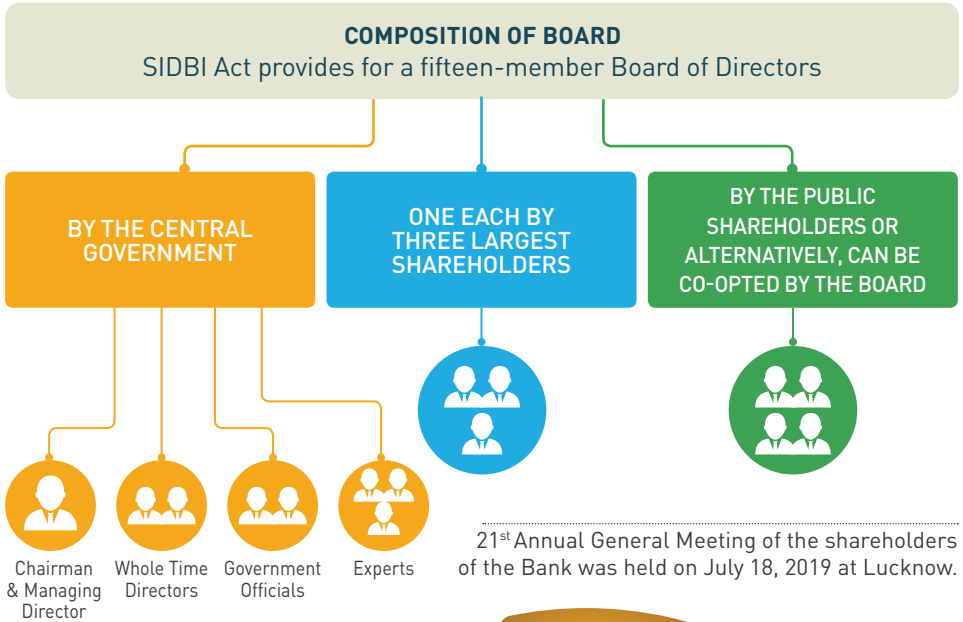 COMPOSITION OF BOARD
SIDBI Act provides for a fifteen-member Board of Directors
BY THE CENTRAL
GOVERNMENT
ONE EACH BY
THREE LARGEST
SHAREHOLDERS
BY THE PUBLIC
SHAREHOLDERS OR
ALTERNATIVELY, CAN BE
CO-OPTED BY THE BOARD
Chairman
& Managing
Director
Whole Time
Directors
Government
Officials
Experts
21st Annual General Meeting of the shareholders
of the Bank was held on July 18, 2019 at Lucknow.